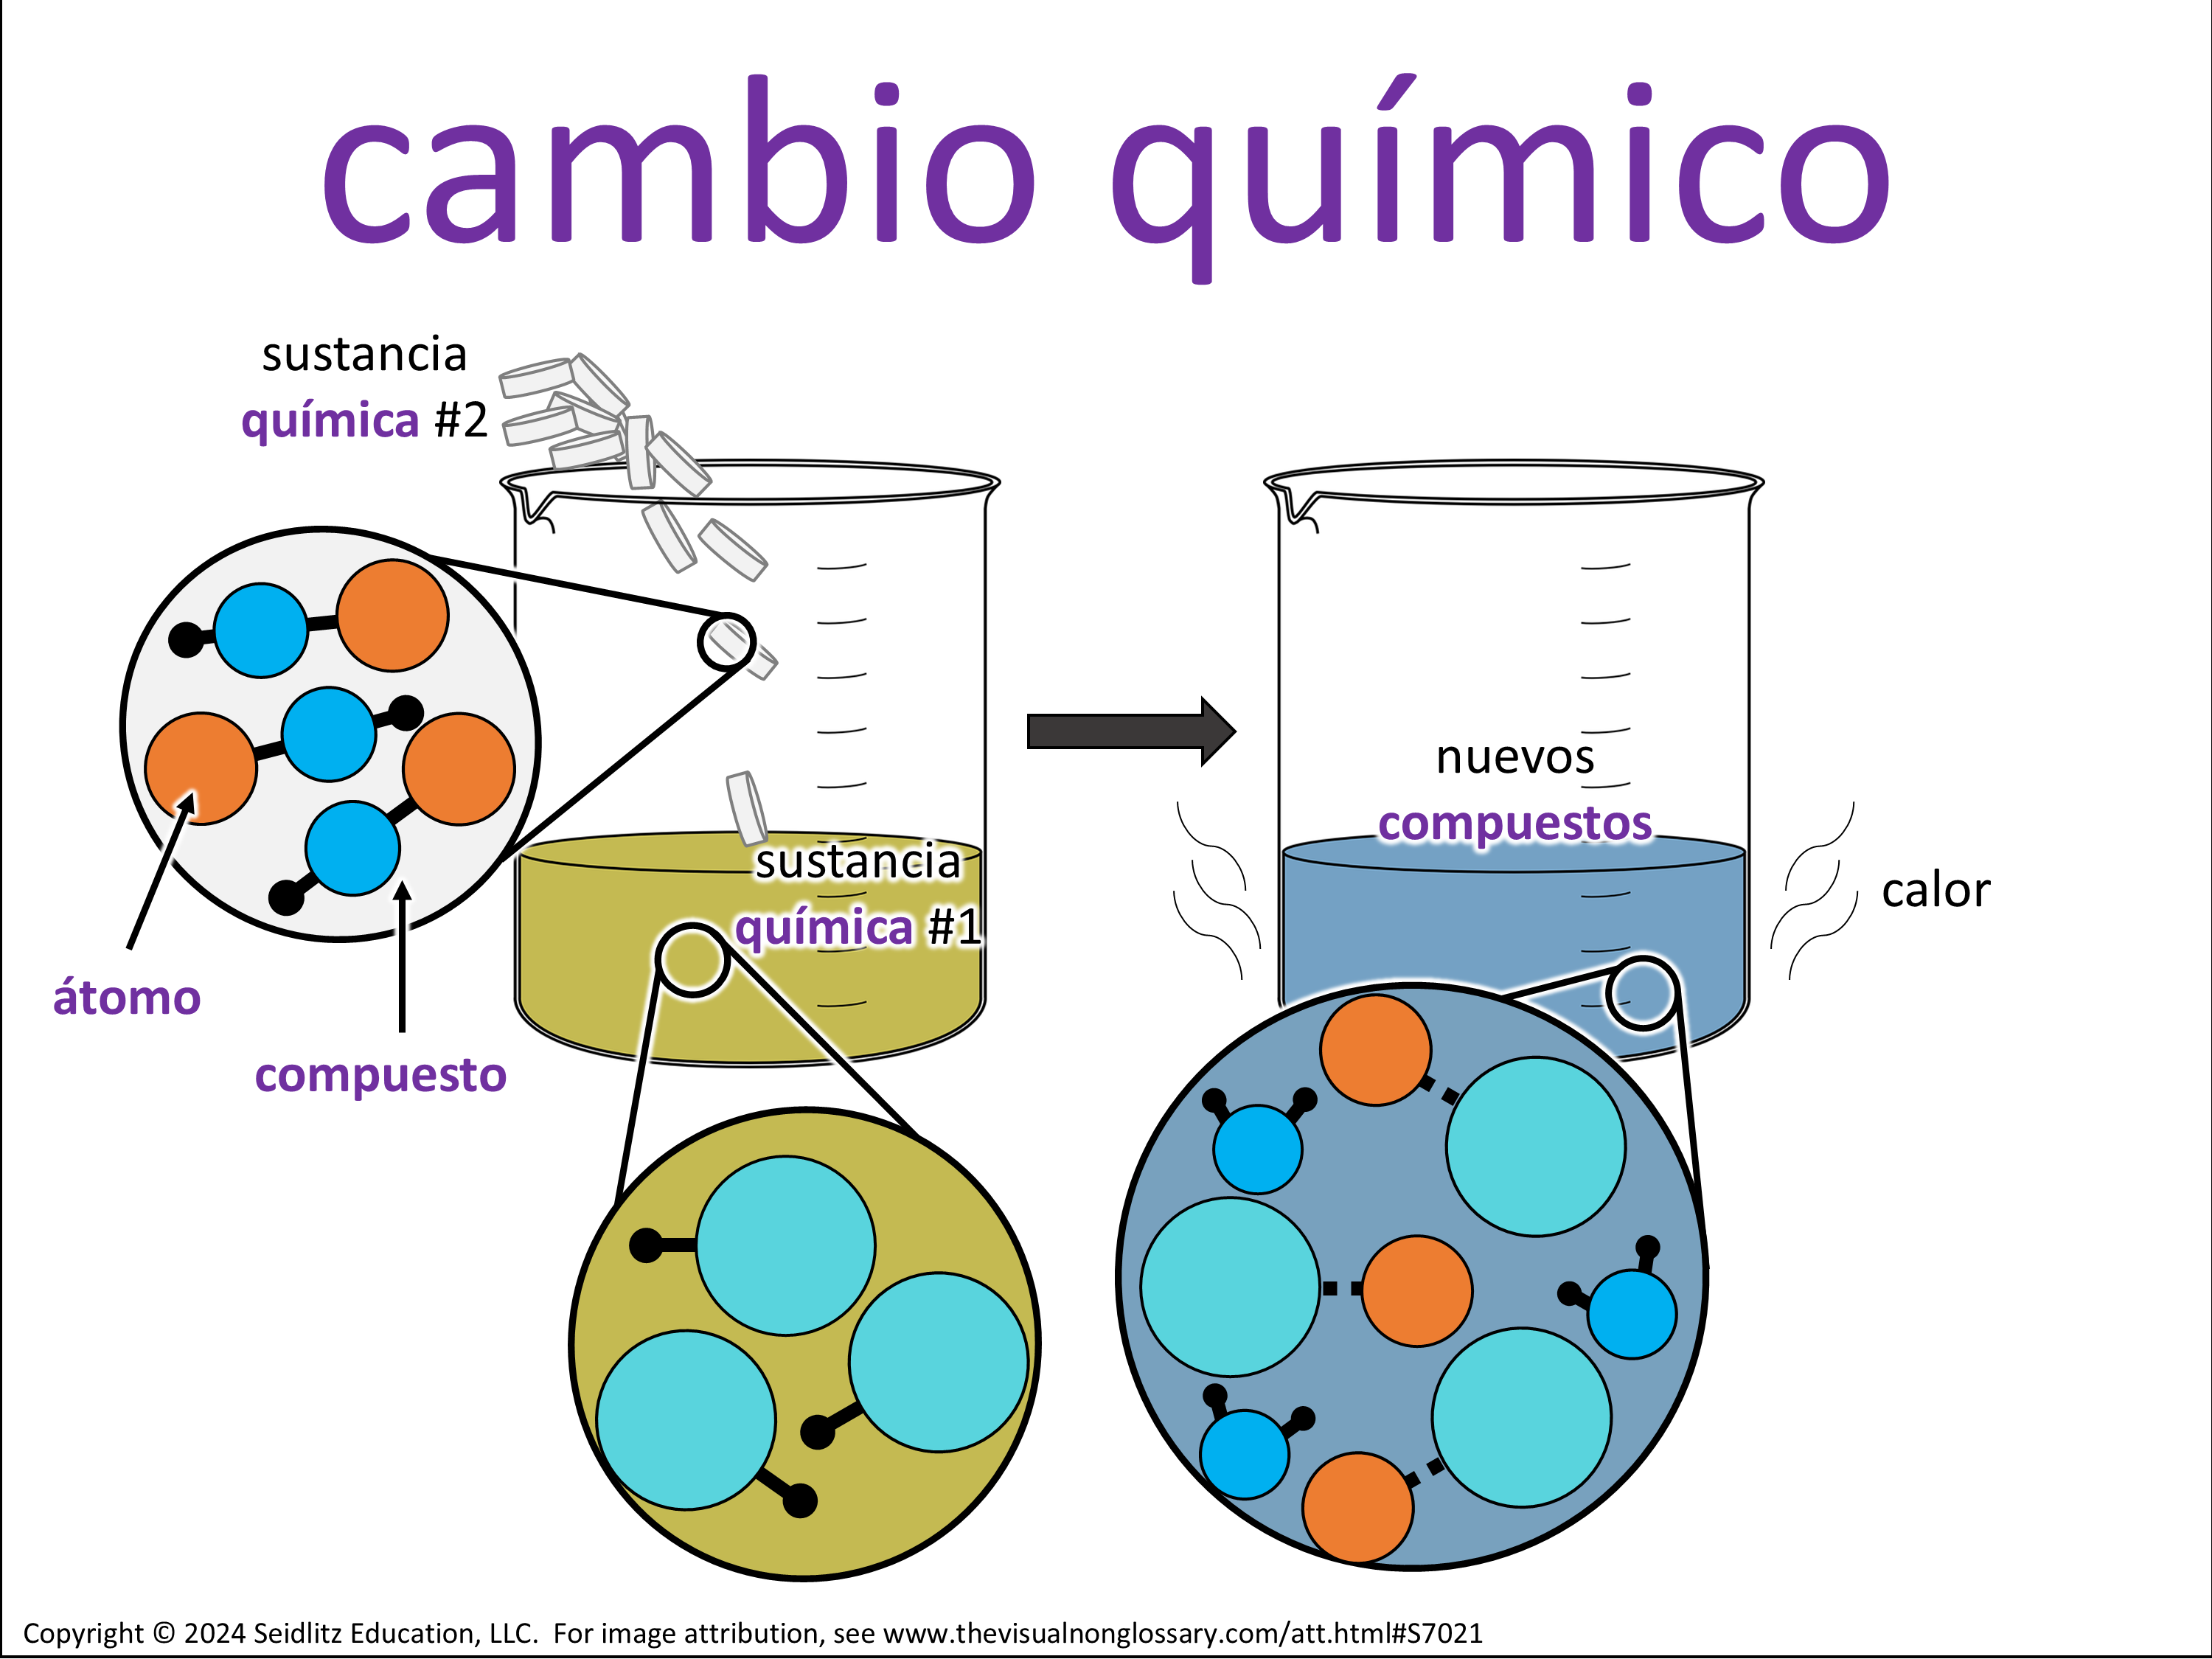 cambio químico
sustancia
química #2
nuevos
compuestos
sustancia
química #1
calor
átomo
compuesto
Copyright © 2024 Seidlitz Education, LLC.  For image attribution, see www.thevisualnonglossary.com/att.html#S7021